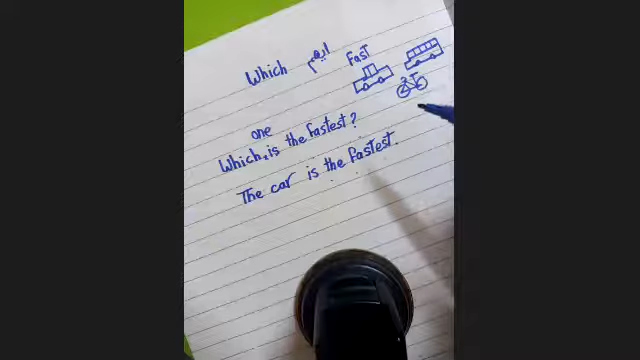 Which أيهم Fast
one
Which is the fastest?
The car is the fastest.